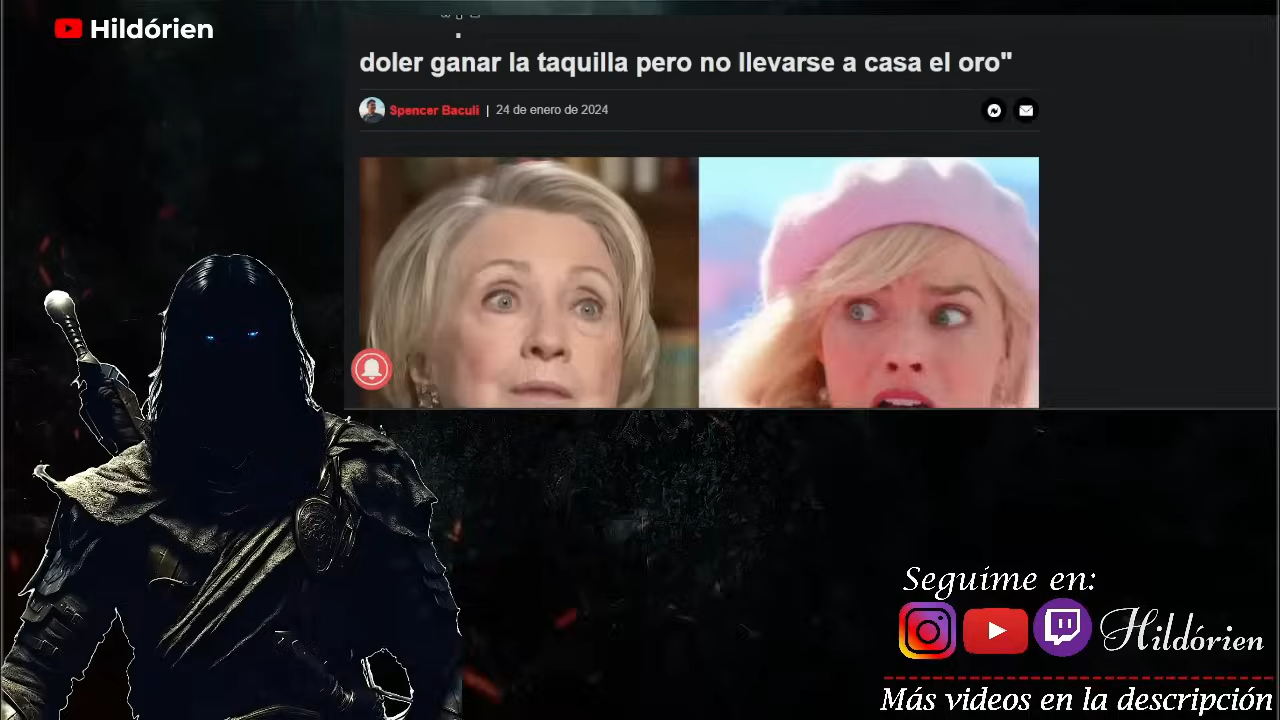 Hildórien
doler ganar la taquilla pero no llevarse a casa el oro"
Spencer Baculi | 24 de enero de 2024
Seguime en:
Hildórien
Más videos en la descripción